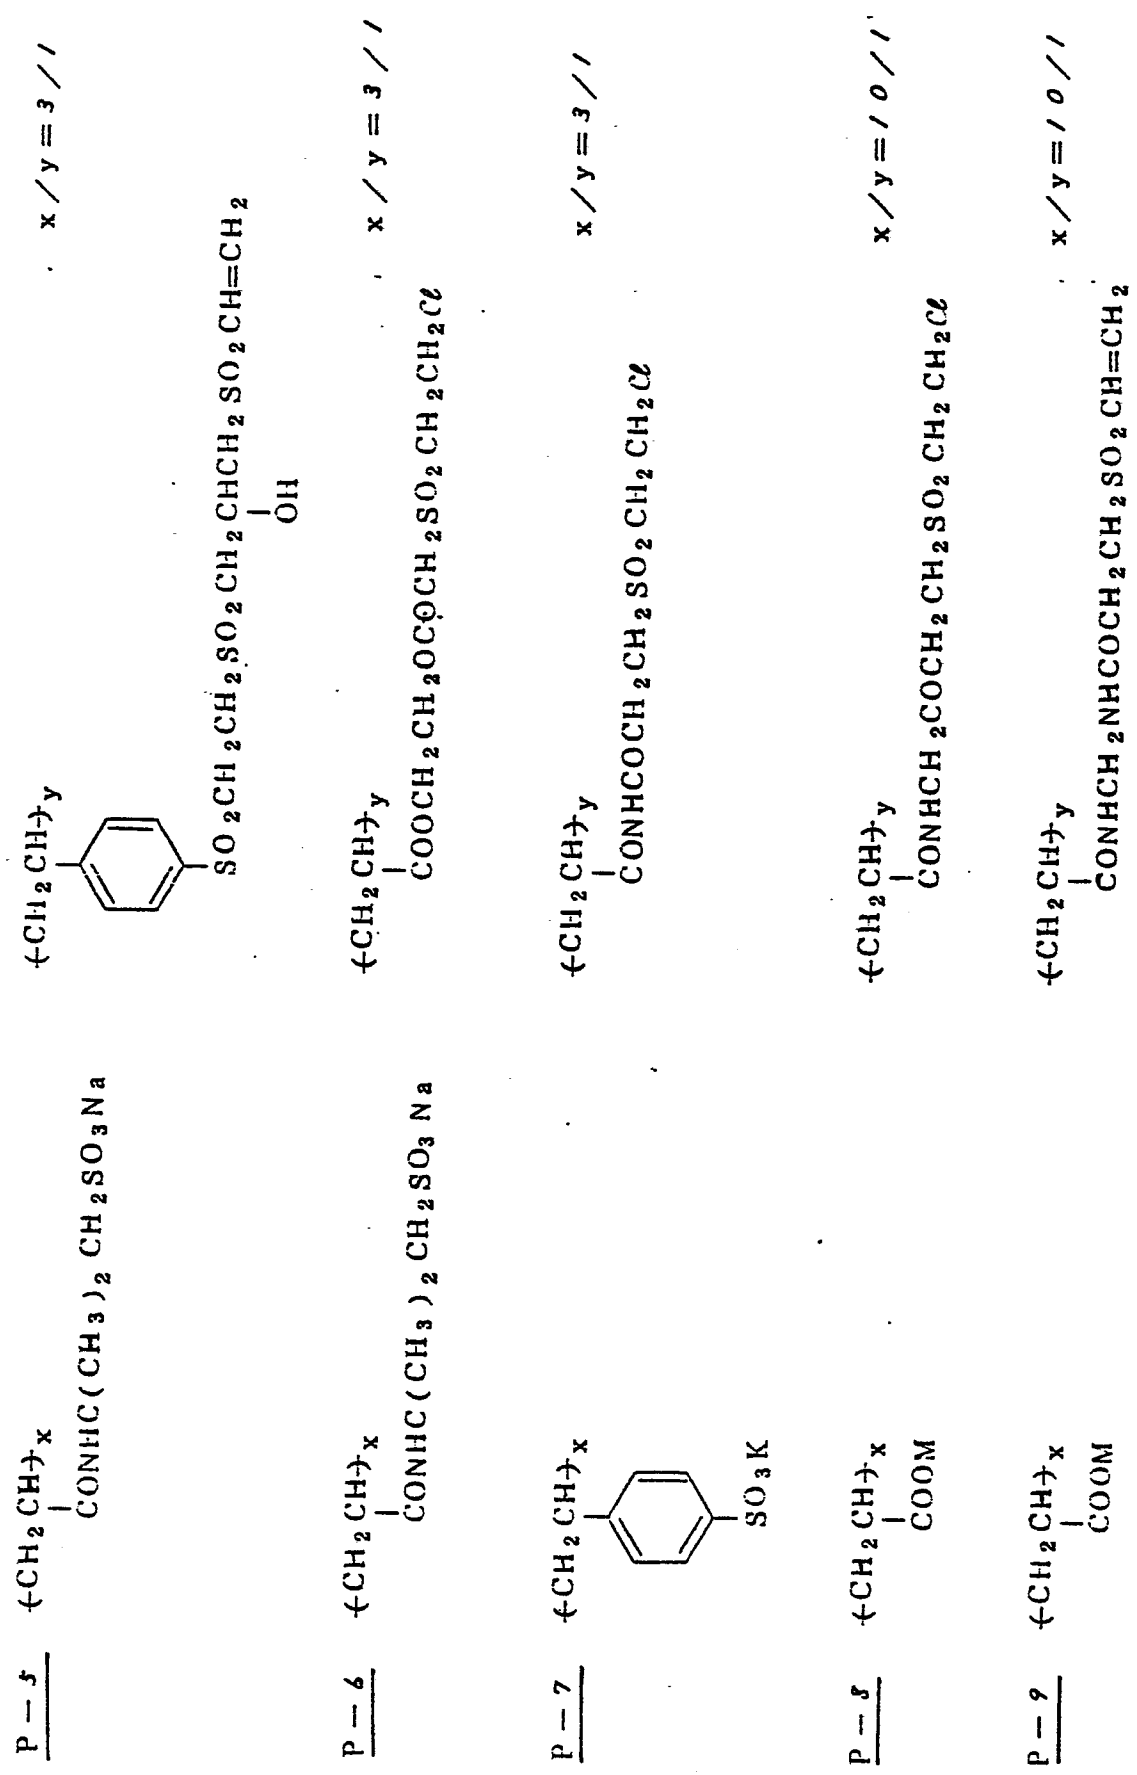 P-5 (CH2CH)x (CH2CH)y x/y=3/1
CONHC(CH3)2CH2SO3Na
SO2CH2CH2SO2CH2CHCH2SO2CH=CH2
OH
P-6 (CH2CH)x (CH2CH)y x/y=3/1
CONHC(CH3)2CH2SO3Na COOCH2CH2OCOCH2SO2CH2CH2Cl
P-7 (CH2CH)x (CH2CH)y x/y=3/1
CONHCOCH2CH2SO2CH2CH2Cl
SO3K
P-8 (CH2CH)x (CH2CH)y x/y=10/1
COOM CONHCH2COCH2CH2SO2CH2CH2Cl
P-9 (CH2CH)x (CH2CH)y x/y=10/1
COOM CONHCH2NHCOCH2CH2SO2CH=CH2